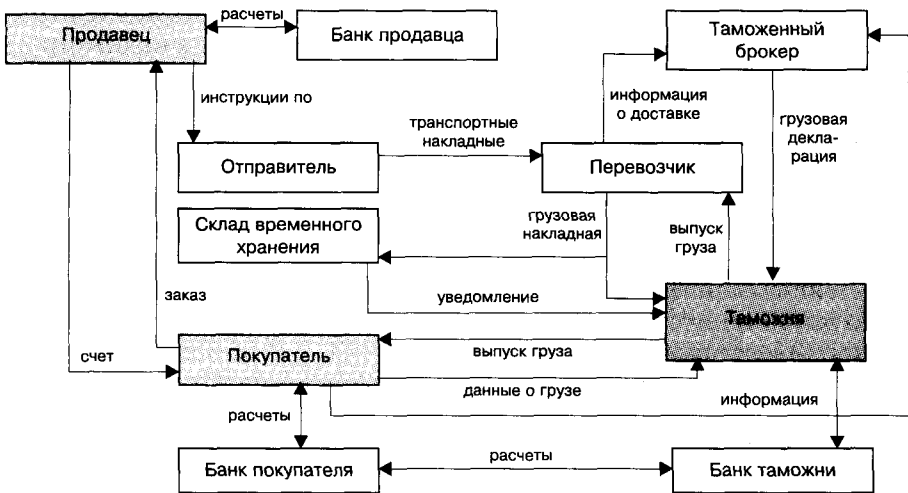 расчеты
Продавец
Банк продавца
Таможенный
брокер
инструкции по
информация
о доставке
грузовая
декла-
рация
транспортные
накладные
Отправитель
Перевозчик
Склад временного
хранения
грузовая
накладная
выпуск
груза
заказ
уведомление
Таможня
счет
Покупатель
выпуск груза
данные о грузе
информация
расчеты
Банк покупателя
расчеты
Банк таможни